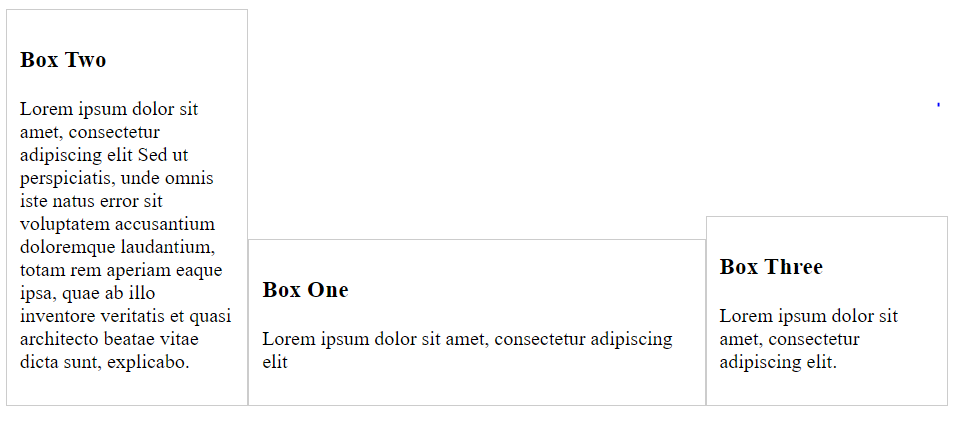 Box Two
Lorem ipsum dolor sit
amet, consectetur
adipiscing elit Sed ut
perspiciatis, unde omnis
iste natus error sit
voluptatem accusantium
doloremque laudantium,
totam rem aperiam eaque
ipsa, quae ab illo
inventore veritatis et quasi
architecto beatae vitae
dicta sunt, explicabo.
Box One
Lorem ipsum dolor sit amet, consectetur adipiscing
elit
Box Three
Lorem ipsum dolor sit
amet, consectetur
adipiscing elit.